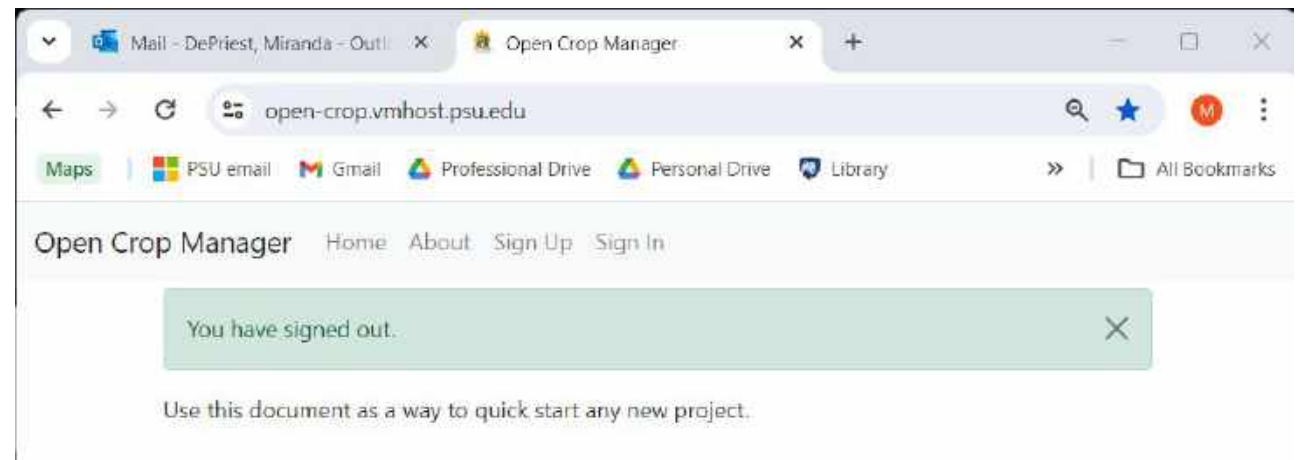 Mail - DePriest, Miranda - Outl Open Crop Manager
open-crop.vmhost.psu.edu M
Maps PSU email Gmail Professional Drive Personal Drive Library » All Bookmarks
Open Crop Manager Home About Sign Up Sign In
You have signed out.
Use this document as a way to quick start any new project.